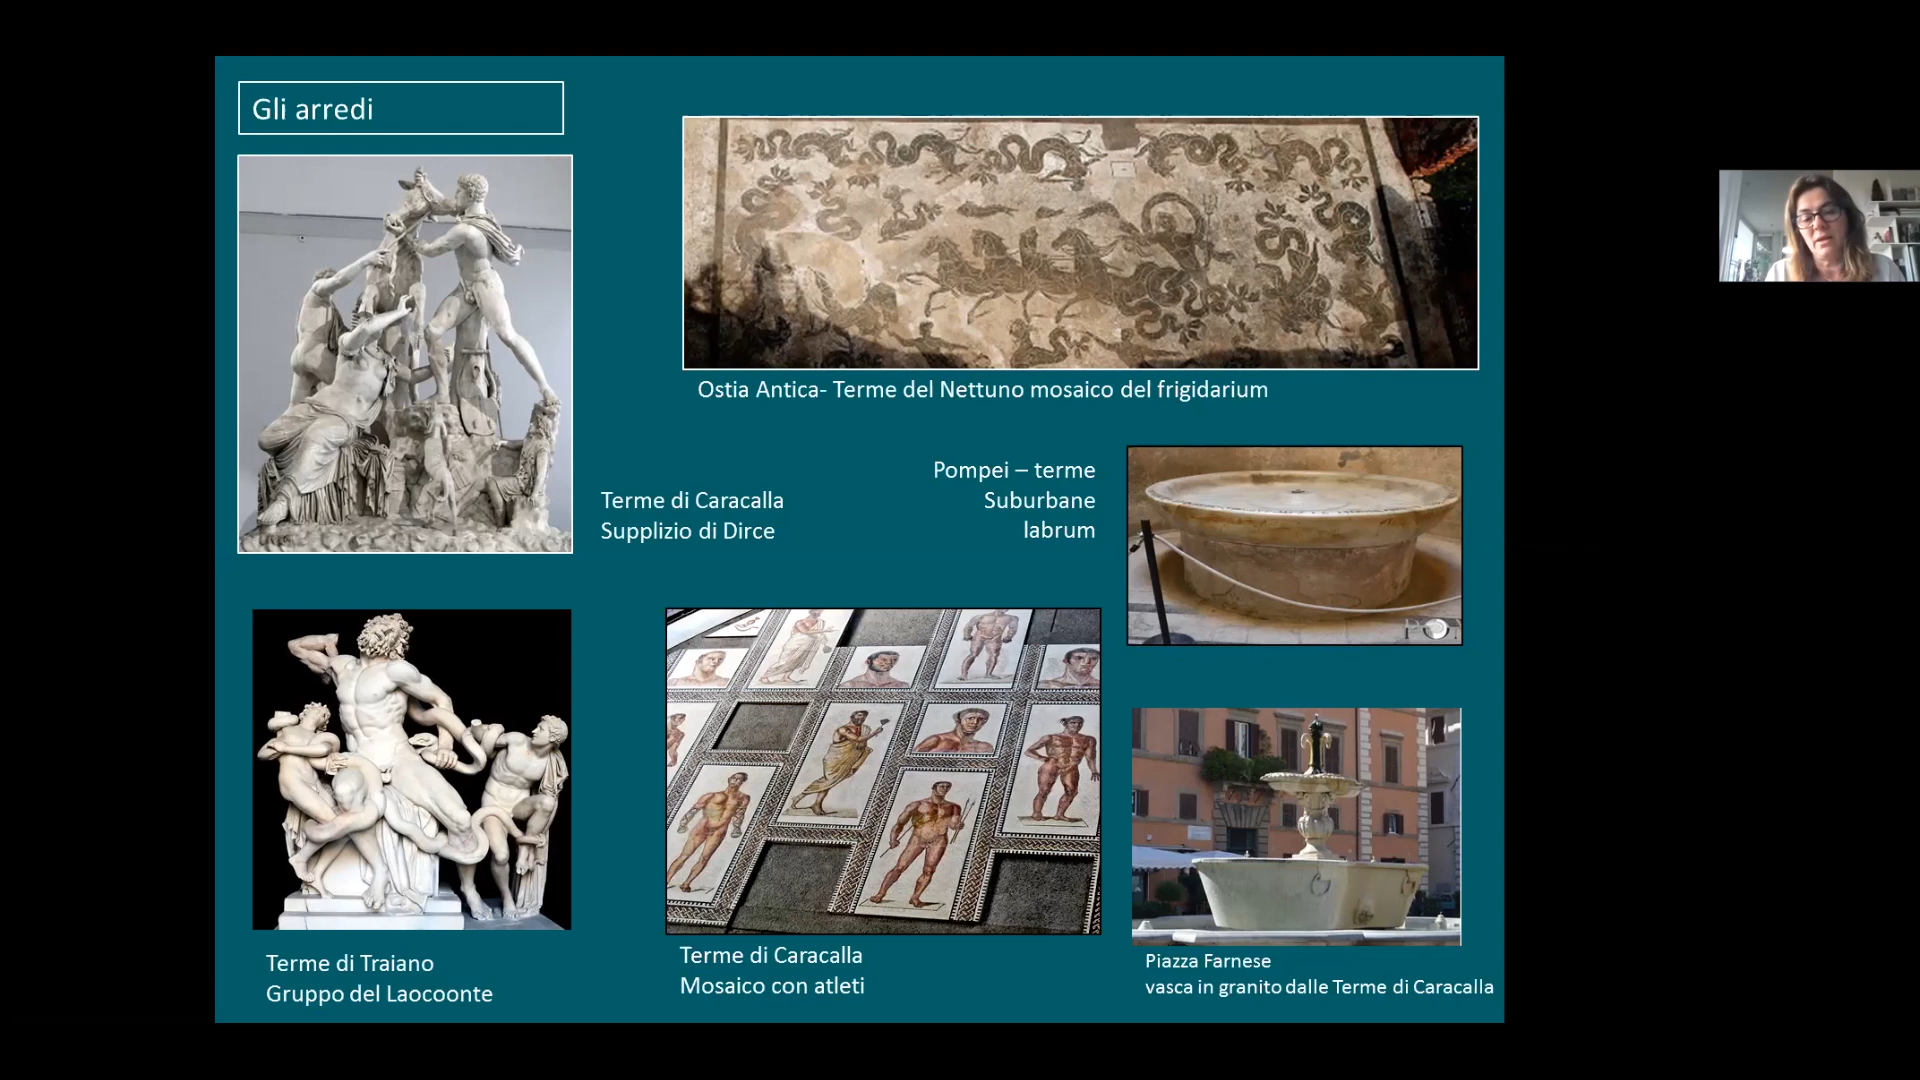 Gli arredi
Ostia Antica- Terme del Nettuno mosaico del frigidarium
Terme di Caracalla
Supplizio di Dirce
Pompei – terme
Suburbane
labrum
Terme di Traiano
Gruppo del Laocoonte
Terme di Caracalla
Mosaico con atleti
Piazza Farnese
vasca in granito dalle Terme di Caracalla